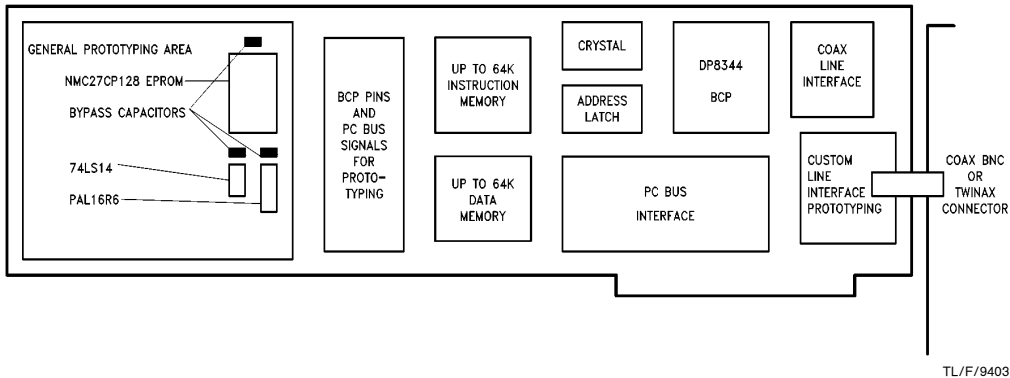 GENERAL PROTOTYPING AREA
NMC27CP128 EPROM
BYPASS CAPACITORS
74LS14
PAL16R6
BCP PINS
AND
PC BUS
SIGNALS
FOR
PROTO-
TYPING
UP TO 64K
INSTRUCTION
MEMORY
UP TO 64K
DATA
MEMORY
CRYSTAL
ADDRESS
LATCH
DP8344
BCP
PC BUS
INTERFACE
COAX
LINE
INTERFACE
CUSTOM
LINE
INTERFACE
PROTOTYPING
COAX BNC
OR
TWINAX
CONNECTOR
TL/F/9403